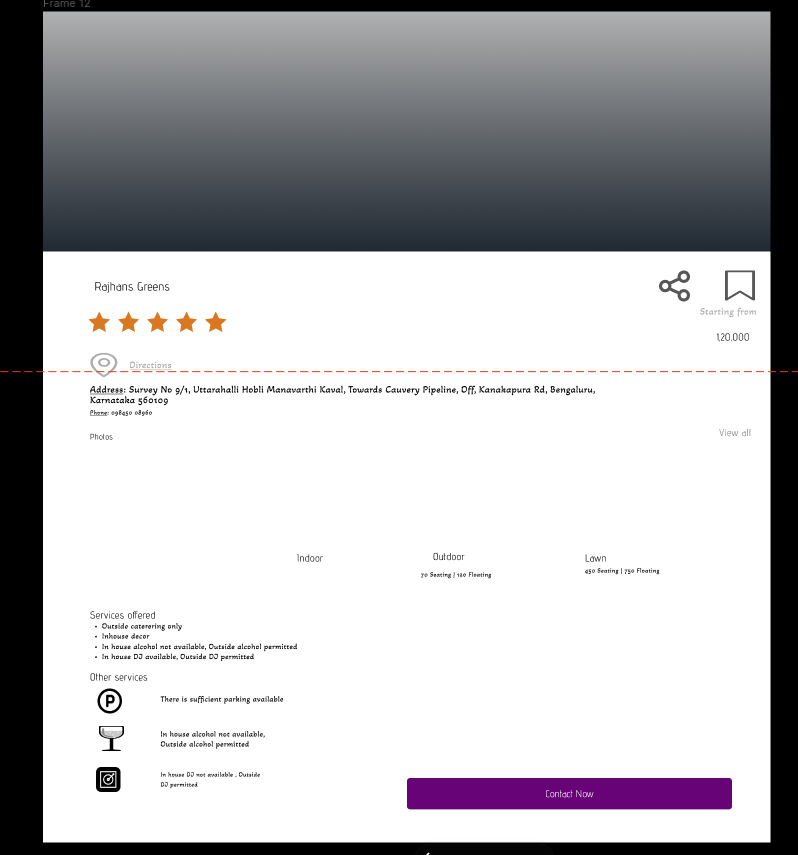 Frame 12
Rajhans Greens
Starting from
1,20,000
Directions
Address: Survey No 9/1, Uttarahalli Hobli Manavarthi Kaval, Towards Cauvery Pipeline, Off, Kanakapura Rd, Bengaluru,
Karnataka 560109
Phone: 098450 08960
Photos
View all
Indoor
Outdoor
Lawn
70 Seating | 120 Floating
450 Seating | 750 Floating
Services offered
• Outside caterering only
• Inhouse decor
• In house alcohol not available, Outside alcohol permitted
• In house DJ available, Outside DJ permitted
Other services
P
There is sufficient parking available
In house alcohol not available,
Outside alcohol permitted
In house DJ not available , Outside
DJ permitted
Contact Now